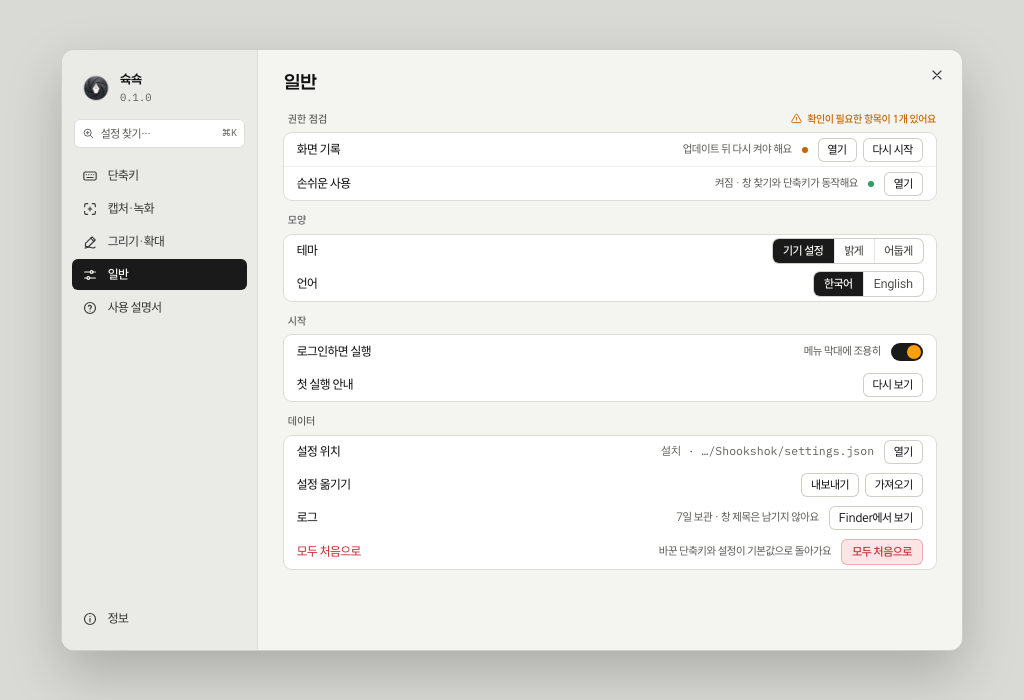 슉쇽
0.1.0
설정 찾기…
⌘K
단축키
캡처·녹화
그리기·확대
일반
사용 설명서
정보
일반
권한 점검
확인이 필요한 항목이 1개 있어요
화면 기록
업데이트 뒤 다시 켜야 해요
열기
다시 시작
손쉬운 사용
켜짐 · 창 찾기와 단축키가 동작해요
열기
모양
테마
기기 설정
밝게
어둡게
언어
한국어
English
시작
로그인하면 실행
메뉴 막대에 조용히
첫 실행 안내
다시 보기
데이터
설정 위치
설치 · …/Shookshok/settings.json
열기
설정 옮기기
내보내기
가져오기
로그
7일 보관 · 창 제목은 남기지 않아요
Finder에서 보기
모두 처음으로
바꾼 단축키와 설정이 기본값으로 돌아가요
모두 처음으로